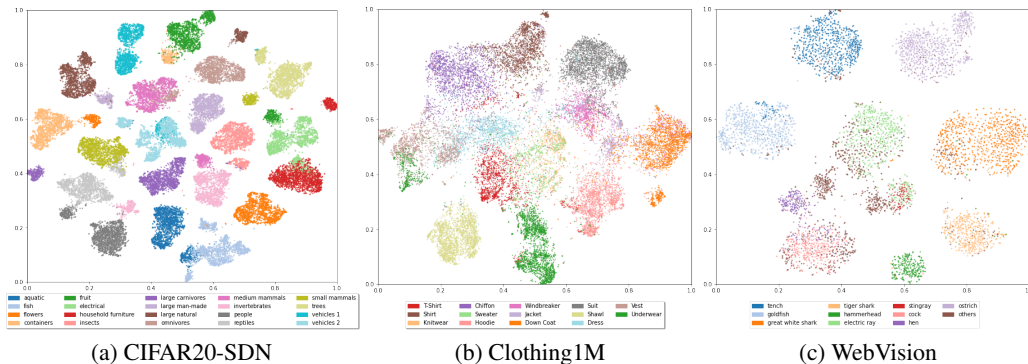 1.0
0.8
0.6
0.4
0.2
0.0
0.0 0.2 0.4 0.6 0.8 1.0
aquatic fruit large carnivores medium mammals small mammals
fish electrical large man-made invertebrates trees
flowers household furniture large natural people vehicles 1
containers insects omnivores reptiles vehicles 2
(a) CIFAR20-SDN
1.0
0.8
0.6
0.4
0.2
0.0
0.0 0.2 0.4 0.6 0.8 1.0
T-Shirt Chiffon Windbreaker Suit Vest
Shirt Sweater Jacket Shawl Underwear
Knitwear Hoodie Down Coat Dress
(b) Clothing1M
1.0
0.8
0.6
0.4
0.2
0.0
0.0 0.2 0.4 0.6 0.8 1.0
tench tiger shark stingray ostrich
goldfish hammerhead cock others
great white shark electric ray hen
(c) WebVision